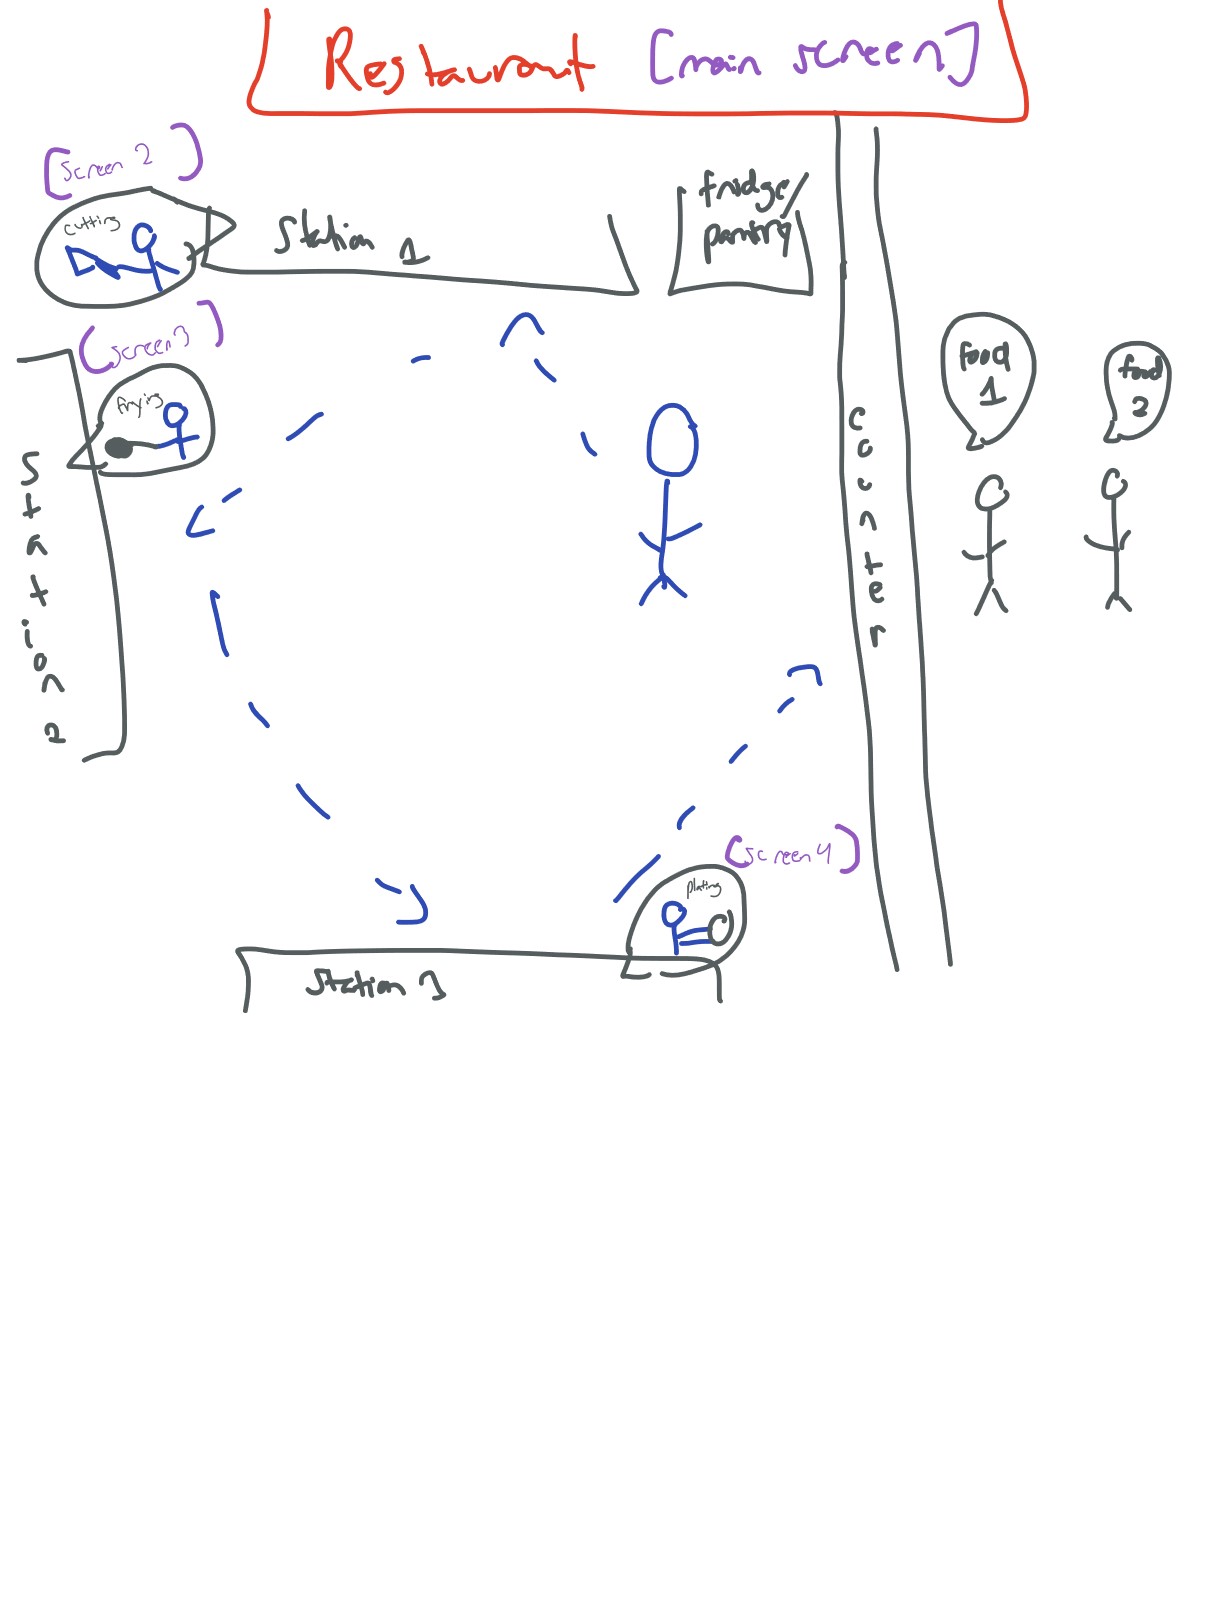 Restaurant [main screen]
[Screen 2]
cutting
Station 1
fridge/
pantry
[Screen 3]
frying
Station 2
Counter
food
1
food
2
[Screen 4]
plating
Station 3